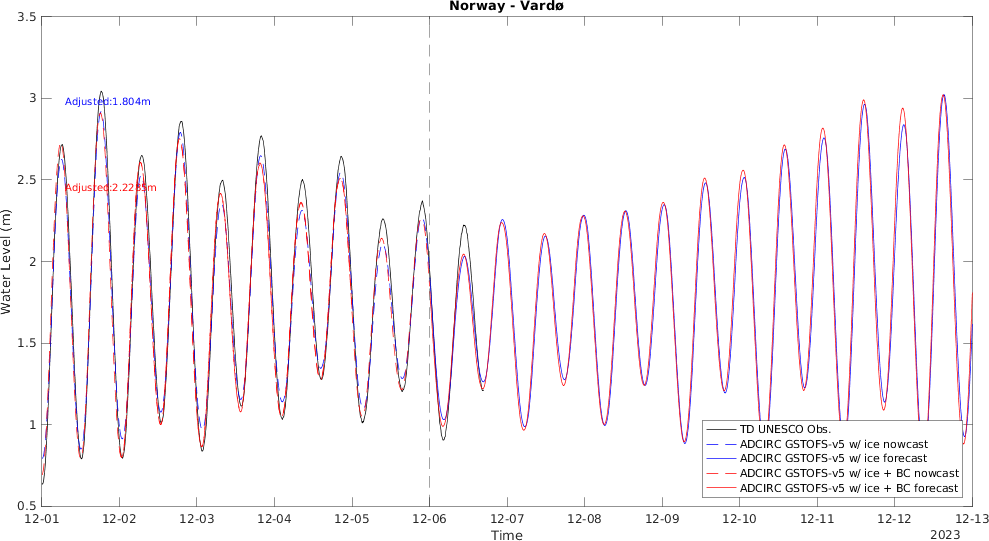 Norway - Vardø
3.5
3
2.5
2
1.5
1
0.5
Water Level (m)
Adjusted:1.804m
TD UNESCO Obs.
ADCIRC GSTOFS-v5 w/ ice nowcast
ADCIRC GSTOFS-v5 w/ ice forecast
ADCIRC GSTOFS-v5 w/ ice + BC nowcast
ADCIRC GSTOFS-v5 w/ ice + BC forecast
12-01 12-02 12-03 12-04 12-05 12-06 12-07 12-08 12-09 12-10 12-11 12-12 12-13
Time
2023